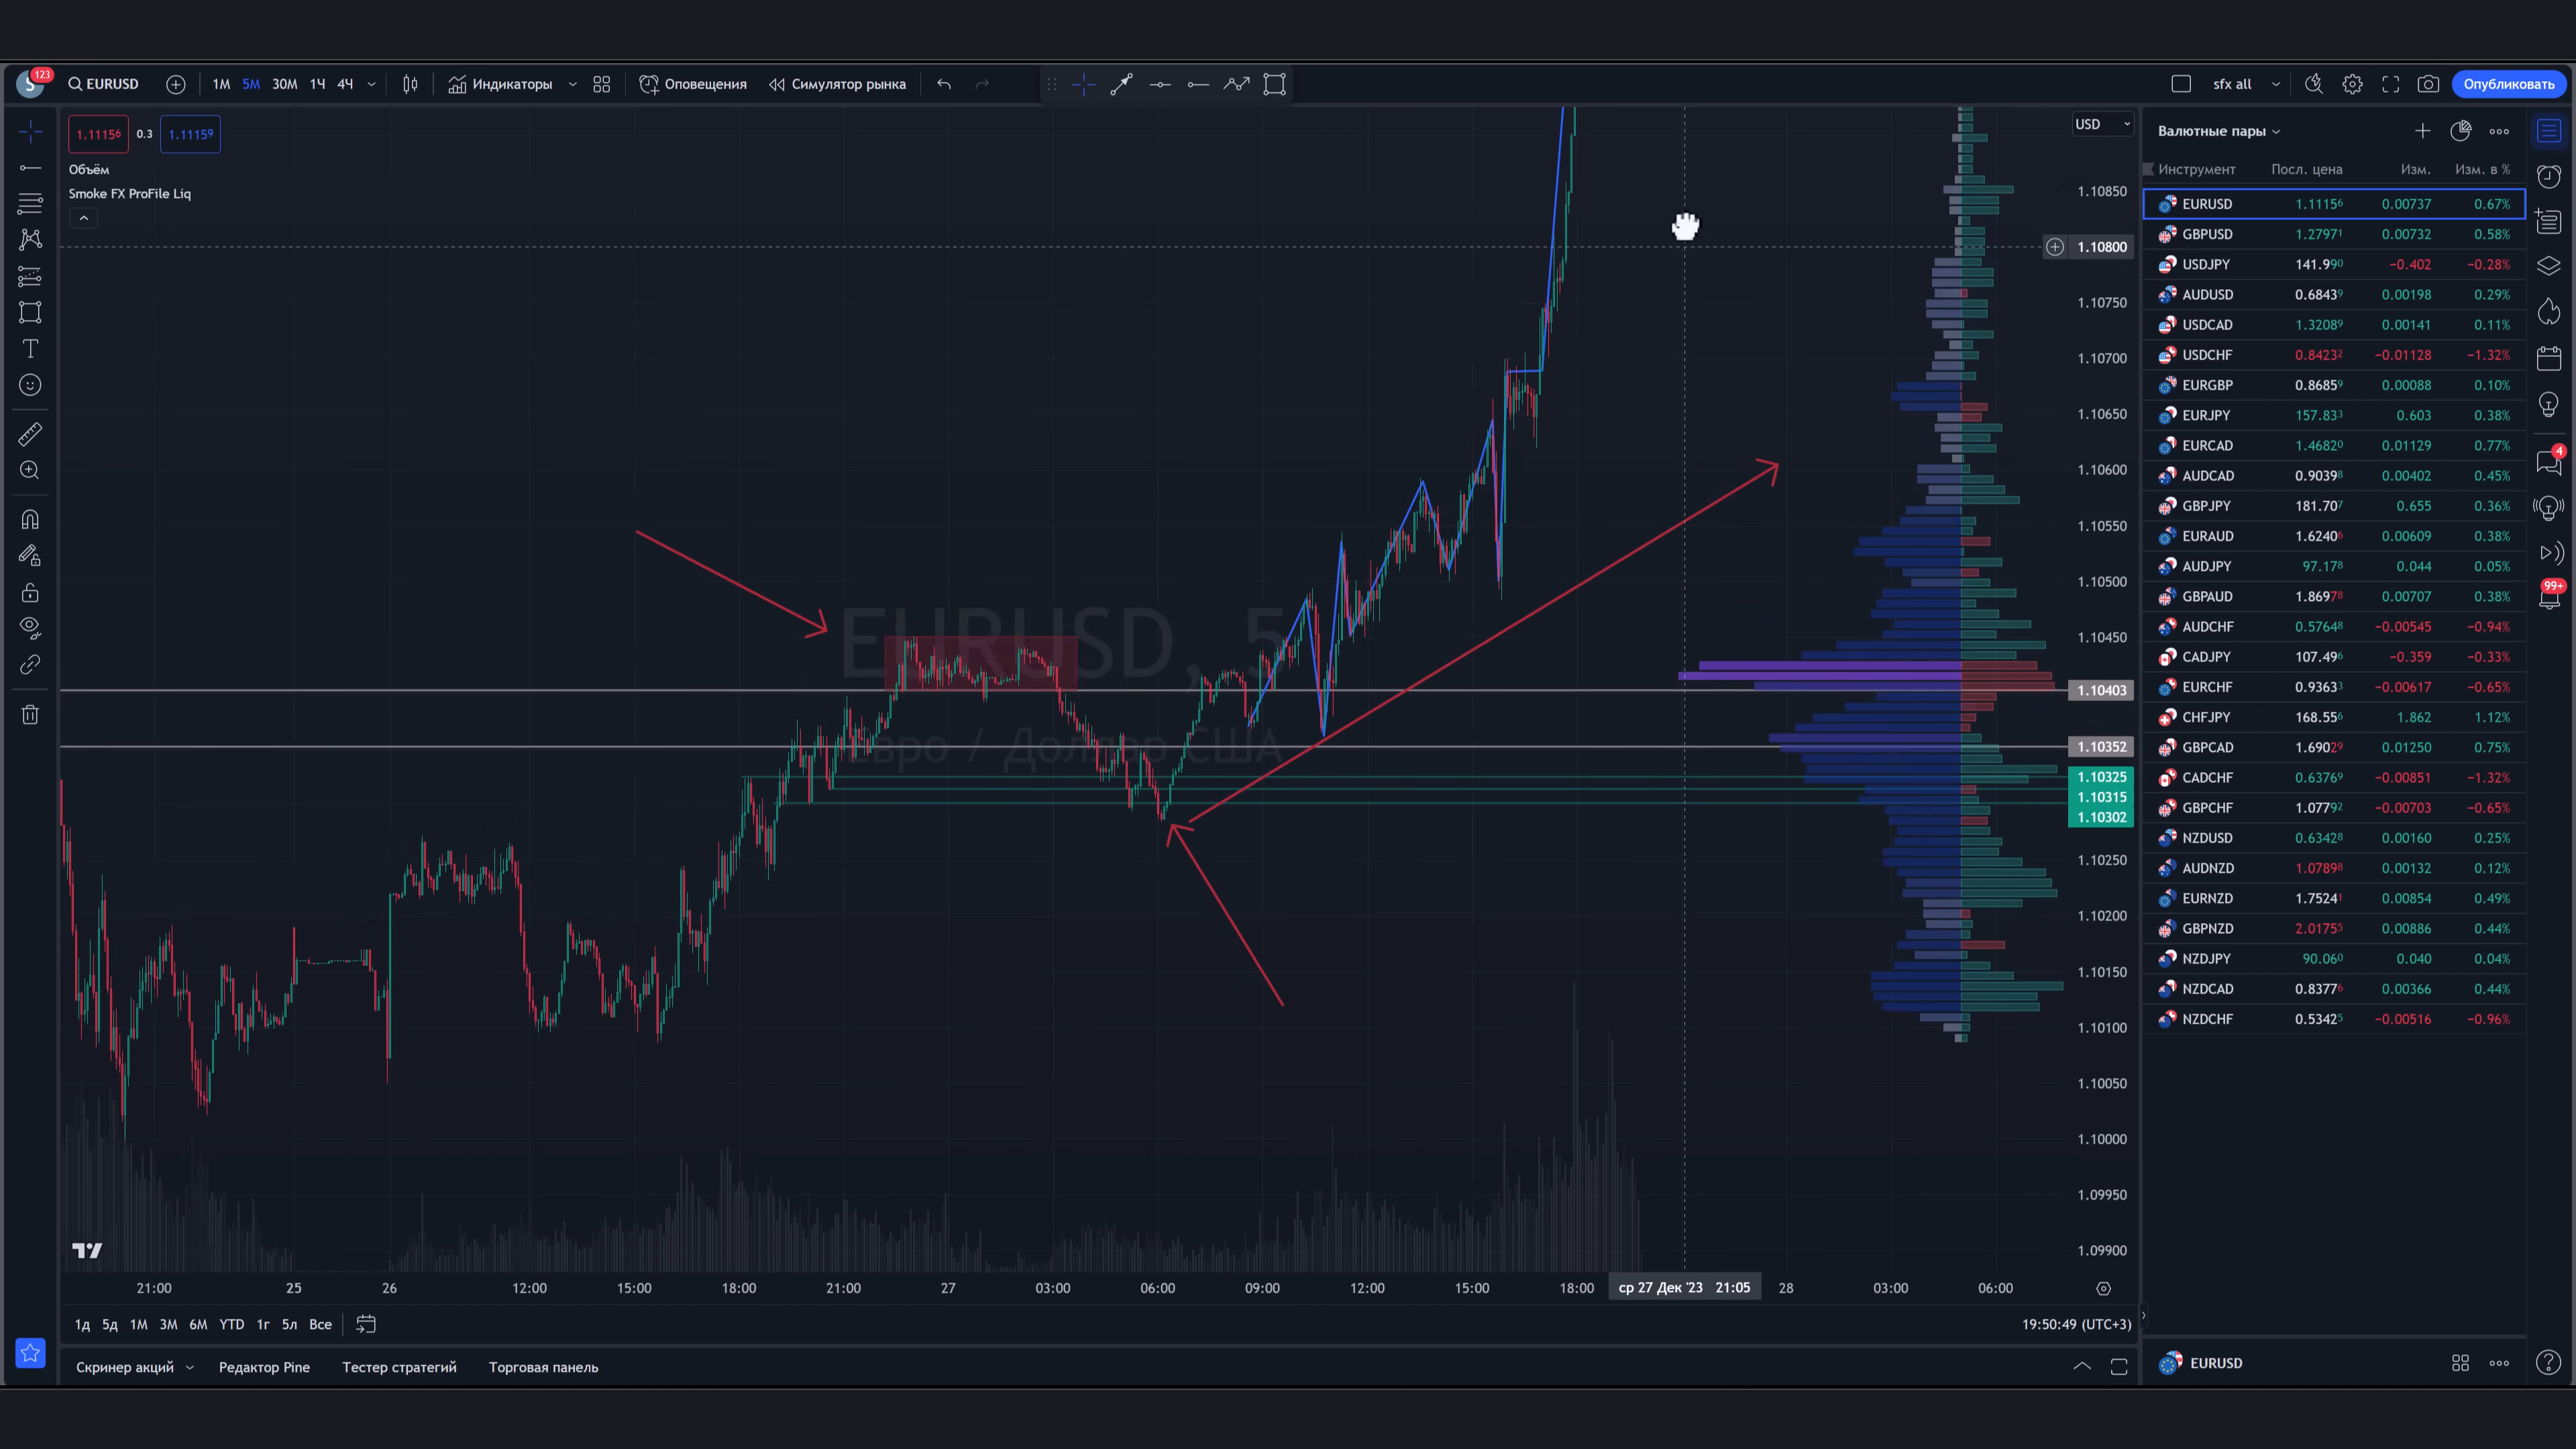 S 123 EURUSD 1М 5М 30М 1Ч 4Ч Индикаторы Оповещения Симулятор рынка sfx all Опубликовать
1.11156 0.3 1.11159
Объём
Smoke FX ProFile Liq
EURUSD, 5
Евро / Доллар США
USD
1.10850
1.10800
1.10750
1.10700
1.10650
1.10600
1.10550
1.10500
1.10450
1.10403
1.10352
1.10325
1.10315
1.10302
1.10250
1.10200
1.10150
1.10100
1.10050
1.10000
1.09950
1.09900
21:00 25 26 12:00 15:00 18:00 21:00 27 03:00 06:00 09:00 12:00 15:00 18:00 ср 27 Дек '23 21:05 28 03:00 06:00
1д 5д 1М 3М 6М YTD 1г 5л Все 19:50:49 (UTC+3)
Скринер акций Редактор Pine Тестер стратегий Торговая панель
Валютные пары
Инструмент Посл. цена Изм. Изм. в %
EURUSD 1.11156 0.00737 0.67%
GBPUSD 1.27971 0.00732 0.58%
USDJPY 141.990 −0.402 −0.28%
AUDUSD 0.68439 0.00198 0.29%
USDCAD 1.32089 0.00141 0.11%
USDCHF 0.84232 −0.01128 −1.32%
EURGBP 0.86859 0.00088 0.10%
EURJPY 157.833 0.603 0.38%
EURCAD 1.46820 0.01129 0.77%
AUDCAD 0.90398 0.00402 0.45%
GBPJPY 181.707 0.655 0.36%
EURAUD 1.62406 0.00609 0.38%
AUDJPY 97.178 0.044 0.05%
GBPAUD 1.86978 0.00707 0.38%
AUDCHF 0.57648 −0.00545 −0.94%
CADJPY 107.496 −0.359 −0.33%
EURCHF 0.93633 −0.00617 −0.65%
CHFJPY 168.556 1.862 1.12%
GBPCAD 1.69029 0.01250 0.75%
CADCHF 0.63769 −0.00851 −1.32%
GBPCHF 1.07792 −0.00703 −0.65%
NZDUSD 0.63428 0.00160 0.25%
AUDNZD 1.07898 0.00132 0.12%
EURNZD 1.75241 0.00854 0.49%
GBPNZD 2.01755 0.00886 0.44%
NZDJPY 90.060 0.040 0.04%
NZDCAD 0.83776 0.00366 0.44%
NZDCHF 0.53425 −0.00516 −0.96%
EURUSD
4
99+